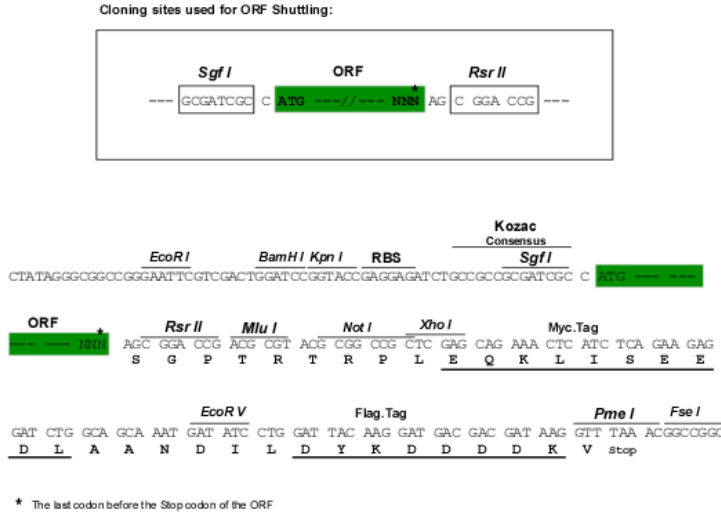 Cloning sites used for ORF Shuttling:
Sgf I ORF Rsr II
*
--- GCGATCGC C ATG ---//--- NNN AG C GGA CCG ---
Kozac
Consensus
EcoR I BamH I Kpn I RBS Sgf I
CTATAGGGCGGCCGGGAATTCGTCGACTGGATCCGGTACCGAGGAGATCTGCCGCCGCGATCGC C ATG --- ---
ORF * Rsr II Mlu I Not I Xho I Myc.Tag
--- --- NNN AGC GGA CCG ACG CGT ACG CGG CCG CTC GAG CAG AAA CTC ATC TCA GAA GAG
S G P T R T R P L E Q K L I S E E
EcoR V Flag.Tag Pme I Fse I
GAT CTG GCA GCA AAT GAT ATC CTG GAT TAC AAG GAT GAC GAC GAT AAG GTT TAA ACGGCCGGC
D L A A N D I L D Y K D D D D K V Stop
* The last codon before the Stop codon of the ORF